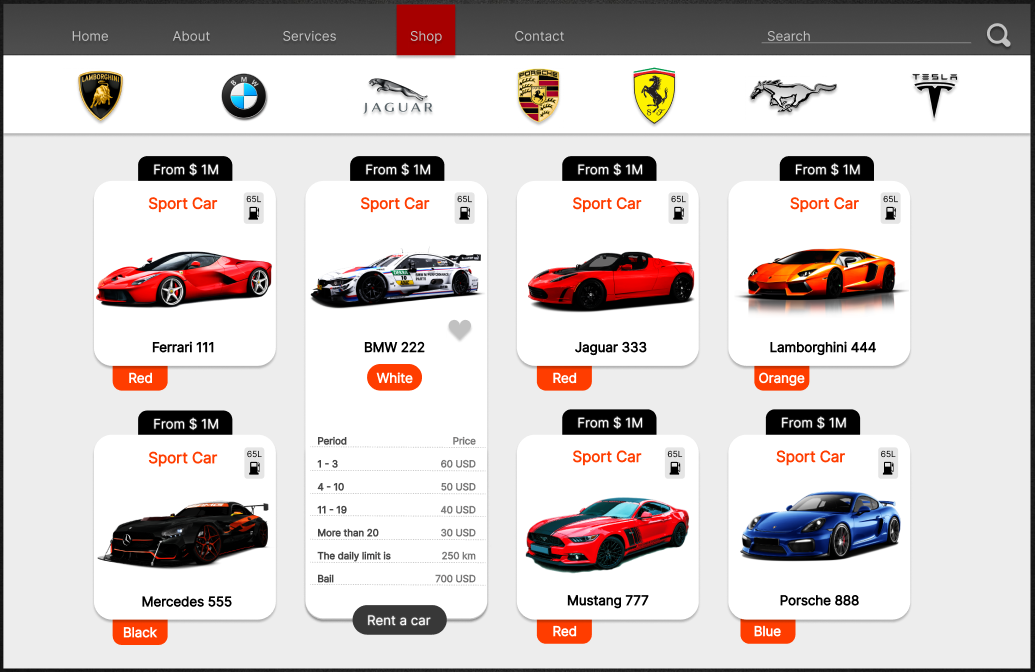 Home
About
Services
Shop
Contact
Search
LAMBORGHINI
BMW
JAGUAR
PORSCHE
S F
TESLA
From $ 1M
Sport Car
65L
Ferrari 111
Red
From $ 1M
Sport Car
65L
BMW 222
White
Period Price
1 - 3 60 USD
4 - 10 50 USD
11 - 19 40 USD
More than 20 30 USD
The daily limit is 250 km
Bail 700 USD
Rent a car
From $ 1M
Sport Car
65L
Jaguar 333
Red
From $ 1M
Sport Car
65L
Lamborghini 444
Orange
From $ 1M
Sport Car
65L
Mercedes 555
Black
From $ 1M
Sport Car
65L
Mustang 777
Red
From $ 1M
Sport Car
65L
Porsche 888
Blue